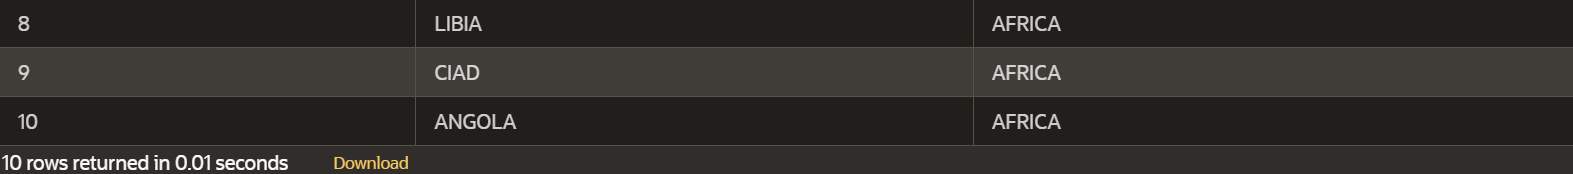 8 LIBIA AFRICA
9 CIAD AFRICA
10 ANGOLA AFRICA
10 rows returned in 0.01 seconds Download